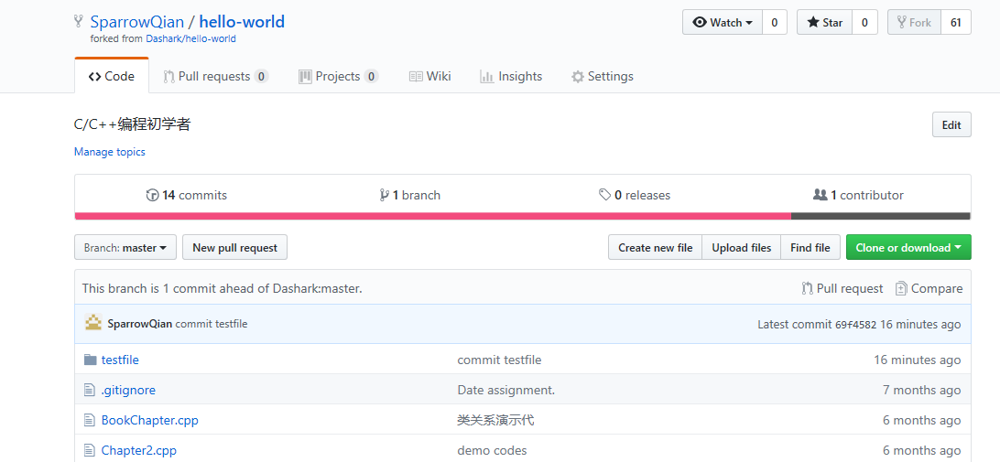 SparrowQian / hello-world
Watch 0 Star 0 Fork 61
forked from Dashark/hello-world
Code Pull requests 0 Projects 0 Wiki Insights Settings
C/C++编程初学者
Edit
Manage topics
14 commits 1 branch 0 releases 1 contributor
Branch: master New pull request Create new file Upload files Find file Clone or download
This branch is 1 commit ahead of Dashark:master. Pull request Compare
SparrowQian commit testfile Latest commit 69f4582 16 minutes ago
testfile commit testfile 16 minutes ago
.gitignore Date assignment. 7 months ago
BookChapter.cpp 类关系演示代 6 months ago
Chapter2.cpp demo codes 6 months ago